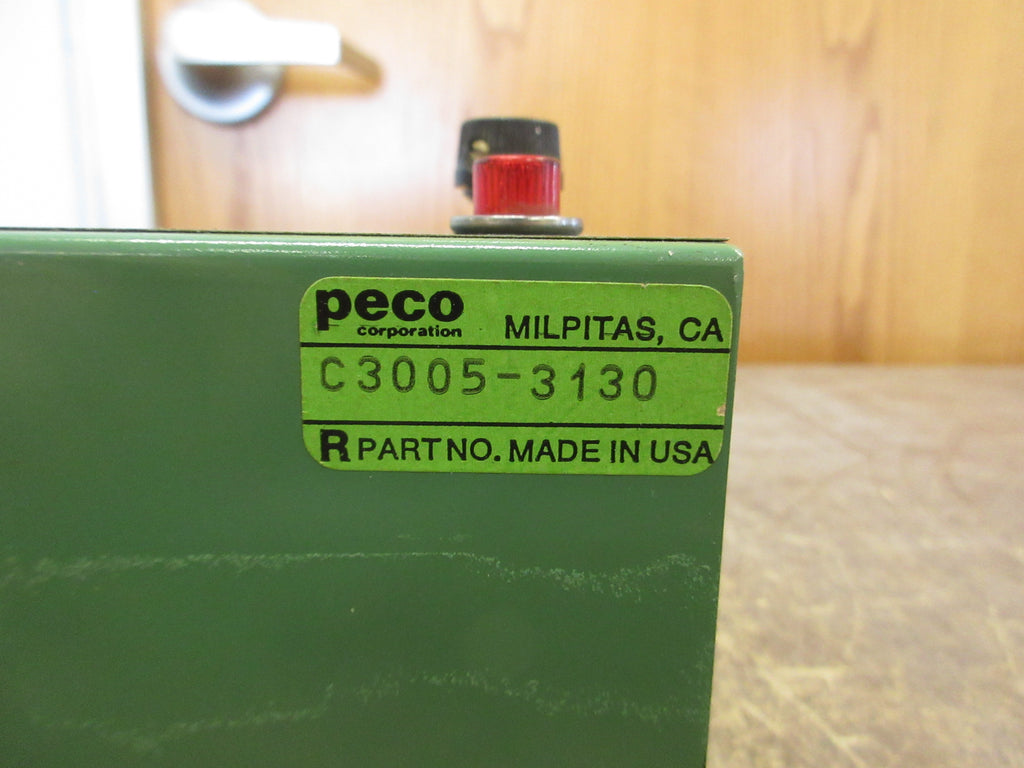 peco
corporation
MILPITAS, CA
C3005-3130
R PART NO. MADE IN USA